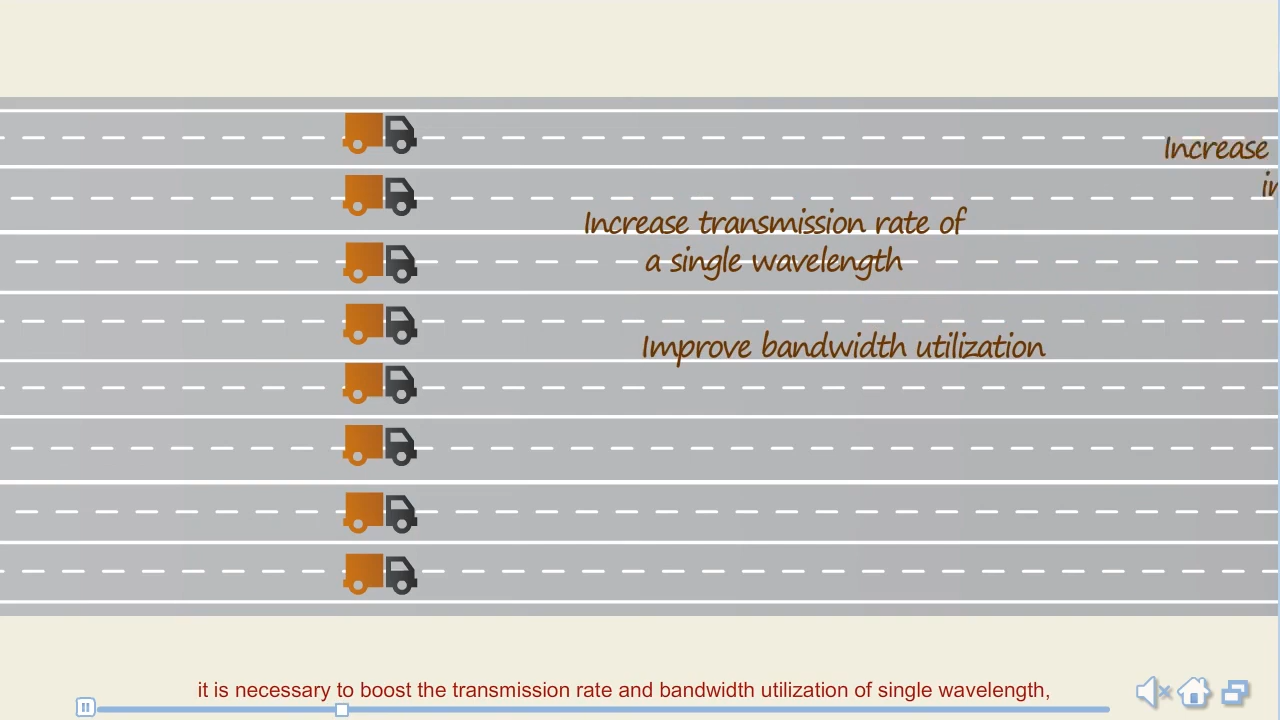 Increase
Increase transmission rate of
a single wavelength
Improve bandwidth utilization
it is necessary to boost the transmission rate and bandwidth utilization of single wavelength,